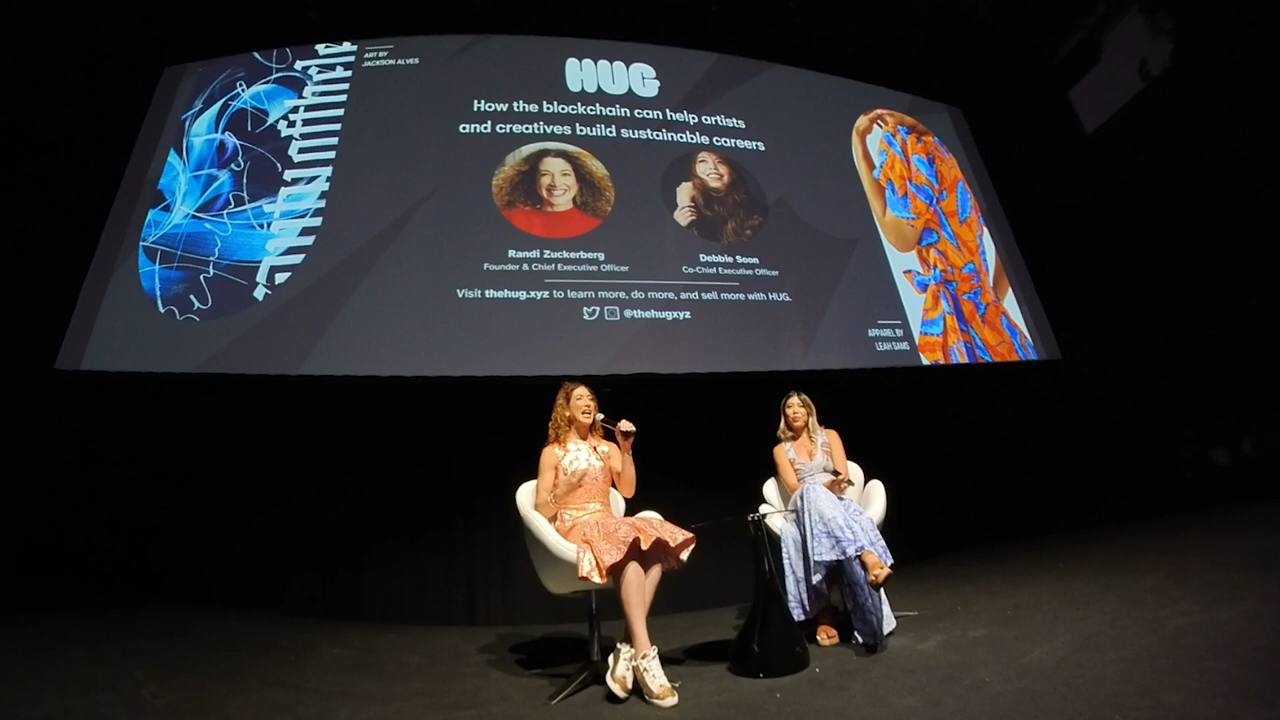 ART BY
JACKSON ALVES
HUG
How the blockchain can help artists
and creatives build sustainable careers
Randi Zuckerberg
Founder & Chief Executive Officer
Debbie Soon
Co-Chief Executive Officer
Visit thehug.xyz to learn more, do more, and sell more with HUG.
@thehugxyz
APPAREL BY
LEAH SAMS